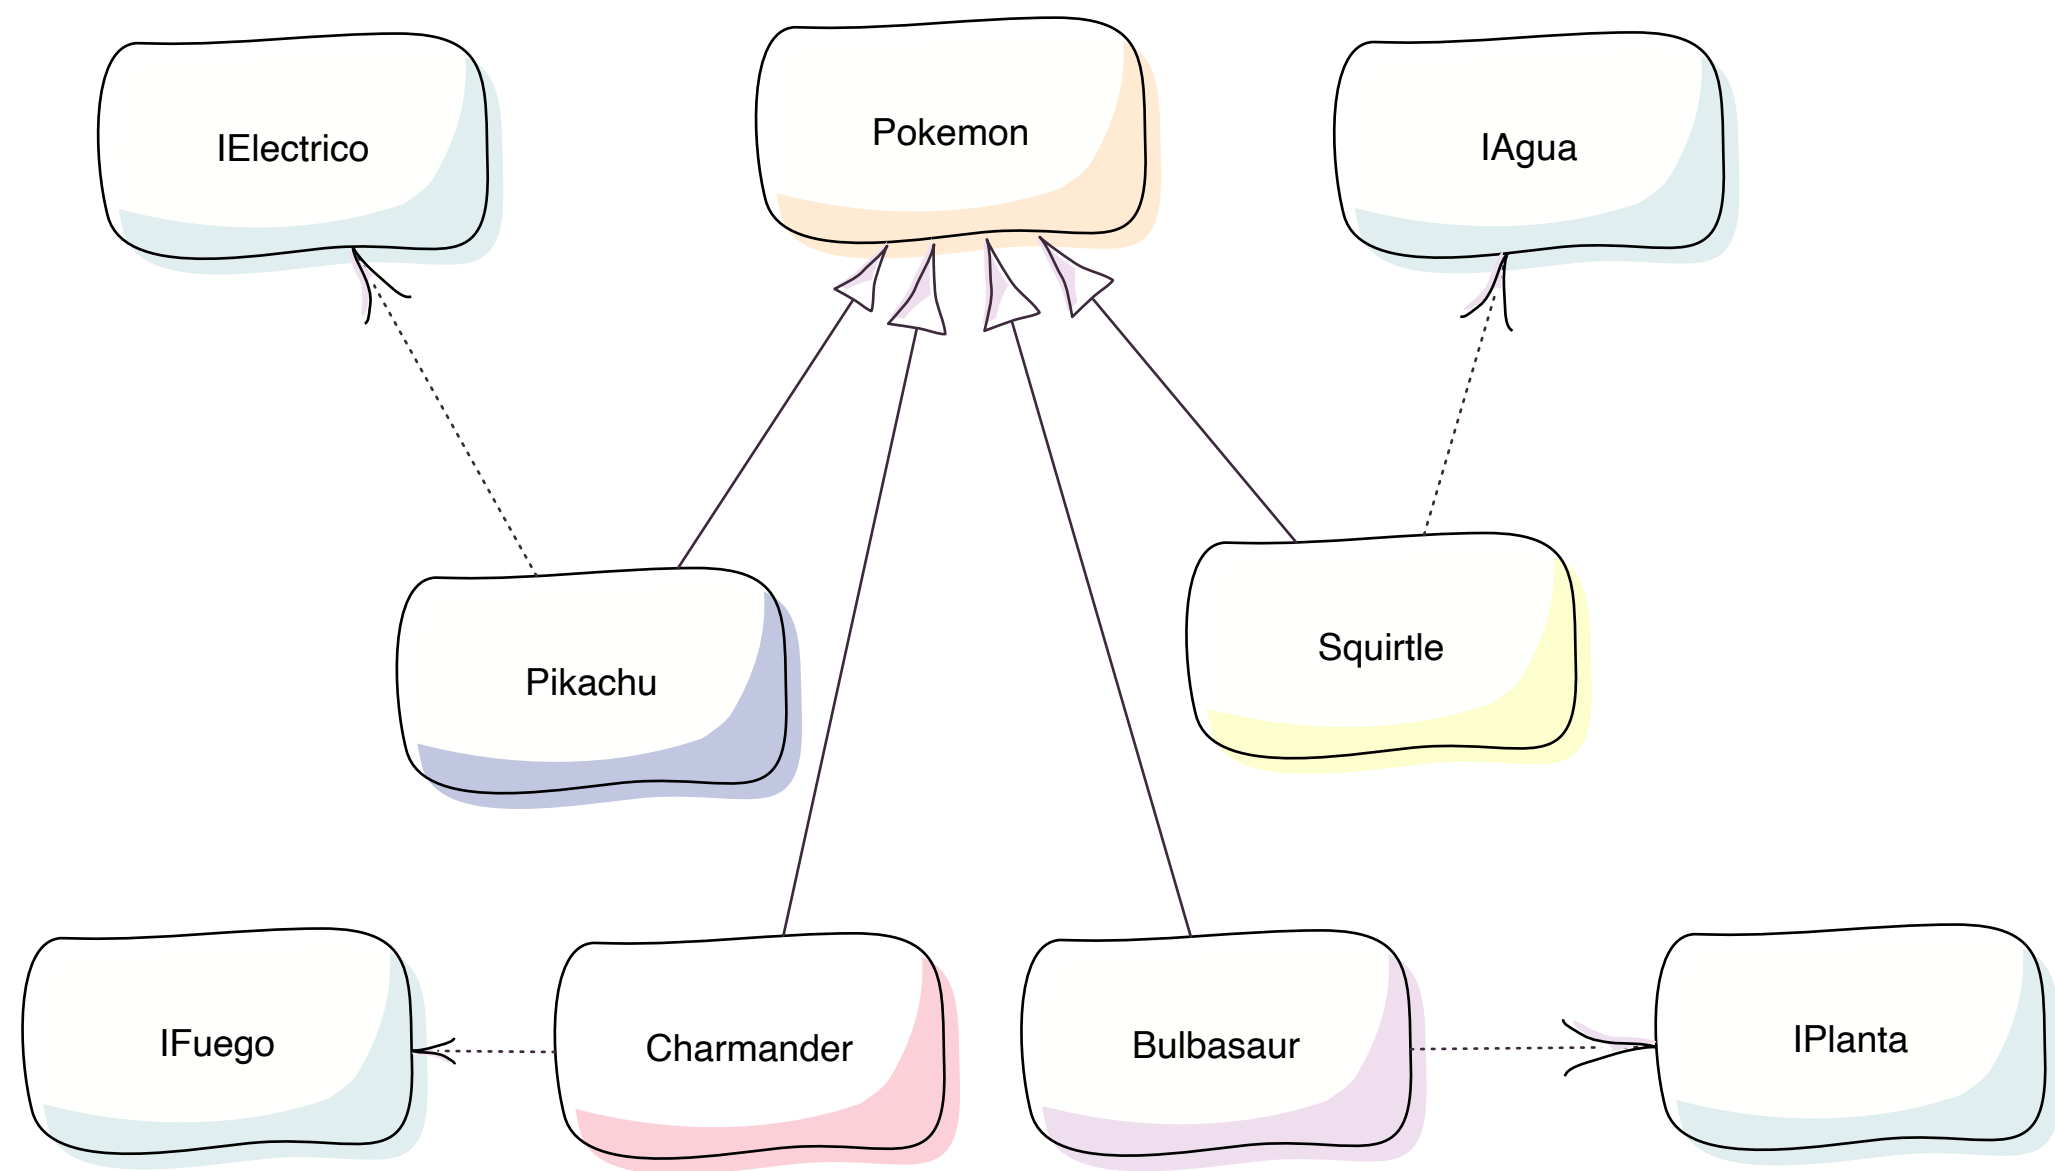 IElectrico
Pokemon
IAgua
Pikachu
Squirtle
IFuego
Charmander
Bulbasaur
IPlanta